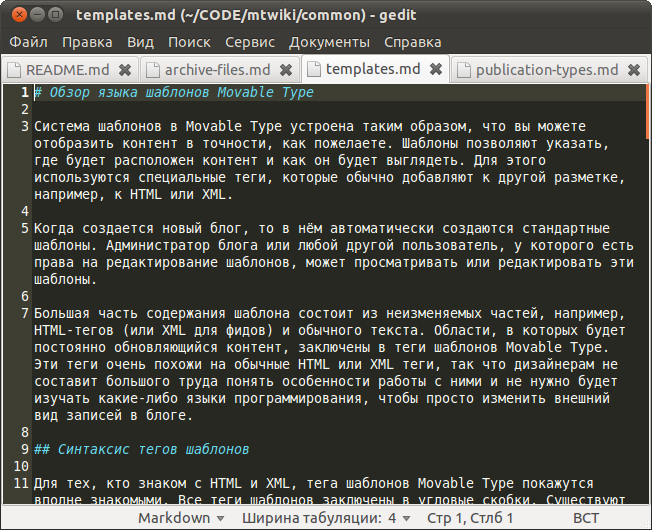 templates.md (~/CODE/mtwiki/common) - gedit
Файл Правка Вид Поиск Сервис Документы Справка
README.md archive-files.md templates.md publication-types.md
1 # Обзор языка шаблонов Movable Type
2
3 Система шаблонов в Movable Type устроена таким образом, что вы можете
отобразить контент в точности, как пожелаете. Шаблоны позволяют указать,
где будет расположен контент и как он будет выглядеть. Для этого
используются специальные теги, которые обычно добавляют к другой разметке,
например, к HTML или XML.
4
5 Когда создается новый блог, то в нём автоматически создаются стандартные
шаблоны. Администратор блога или любой другой пользователь, у которого есть
права на редактирование шаблонов, может просматривать или редактировать эти
шаблоны.
6
7 Большая часть содержания шаблона состоит из неизменяемых частей, например,
HTML-тегов (или XML для фидов) и обычного текста. Области, в которых будет
постоянно обновляющийся контент, заключены в теги шаблонов Movable Type.
Эти теги очень похожи на обычные HTML или XML теги, так что дизайнерам не
составит большого труда понять особенности работы с ними и не нужно будет
изучать какие-либо языки программирования, чтобы просто изменить внешний
вид записей в блоге.
8
9 ## Синтаксис тегов шаблонов
10
11 Для тех, кто знаком с HTML и XML, тега шаблонов Movable Type покажутся
вполне знакомыми. Все теги шаблонов заключены в угловые скобки. Существуют
Markdown Ширина табуляции: 4 Стр 1, Стлб 1 ВСТ